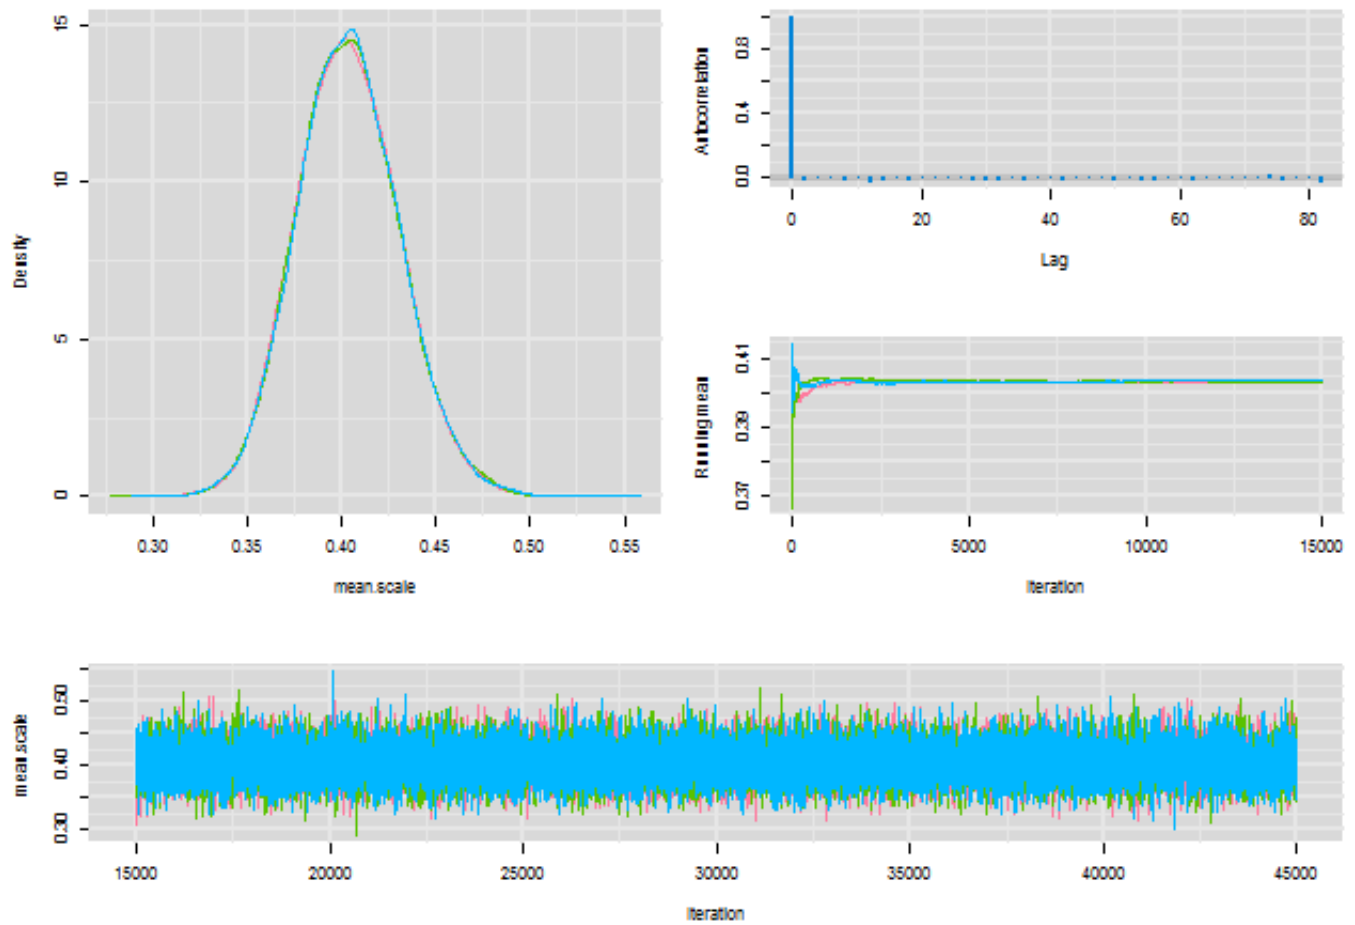 15
10
5
0
Density
0.30 0.35 0.40 0.45 0.50 0.55
mean.scale
0.8
0.4
0.0
Autocorrelation
0 20 40 60 80
Lag
0.41
0.39
0.37
Running mean
0 5000 10000 15000
Iteration
0.50
0.40
0.30
mean.scale
15000 20000 25000 30000 35000 40000 45000
Iteration